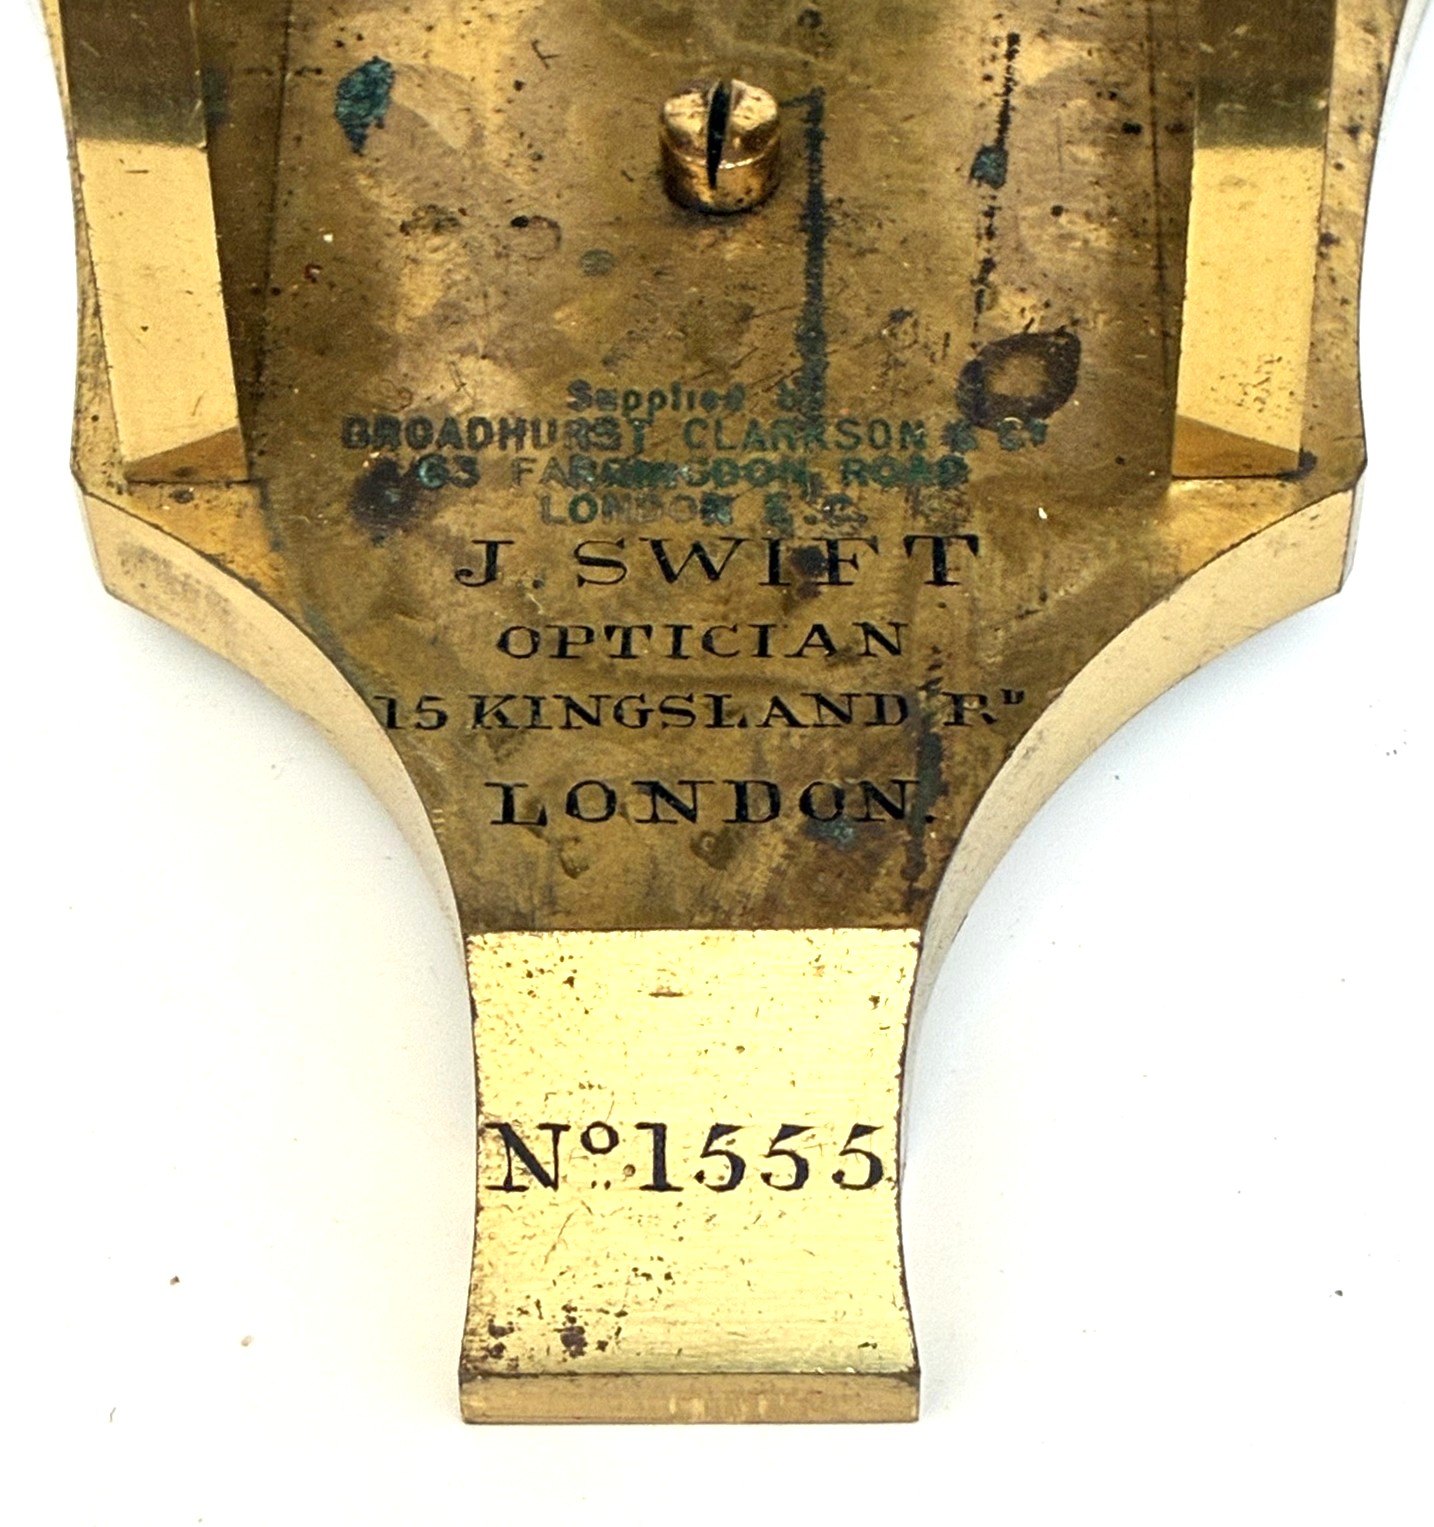 Supplied by
BROADHURST CLARKSON & Co
63 FARRINGDON ROAD
LONDON E.C.
J. SWIFT
OPTICIAN
15 KINGSLAND RD
LONDON.
No. 1555